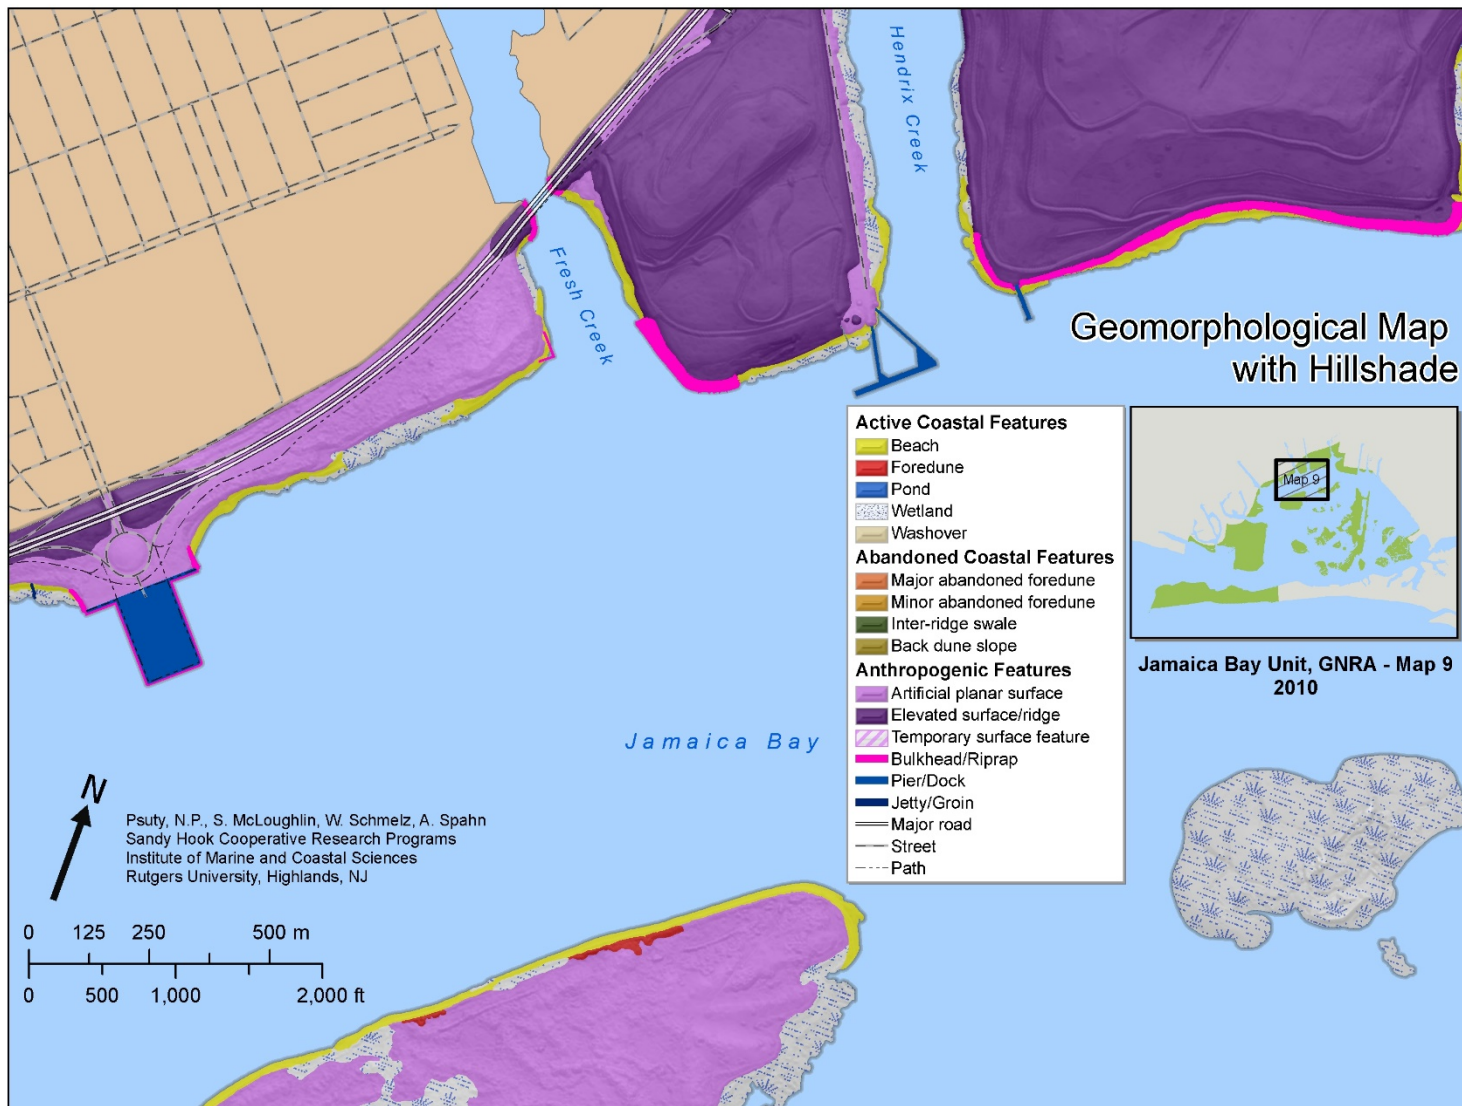 Hendrix Creek
Fresh Creek
Geomorphological Map
with Hillshade
Active Coastal Features
Beach
Foredune
Pond
Wetland
Washover
Abandoned Coastal Features
Major abandoned foredune
Minor abandoned foredune
Inter-ridge swale
Back dune slope
Anthropogenic Features
Artificial planar surface
Elevated surface/ridge
Temporary surface feature
Bulkhead/Riprap
Pier/Dock
Jetty/Groin
Major road
Street
Path
Map 9
Jamaica Bay Unit, GNRA - Map 9
2010
Jamaica Bay
N
Psuty, N.P., S. McLoughlin, W. Schmelz, A. Spahn
Sandy Hook Cooperative Research Programs
Institute of Marine and Coastal Sciences
Rutgers University, Highlands, NJ
0 125 250 500 m
0 500 1,000 2,000 ft